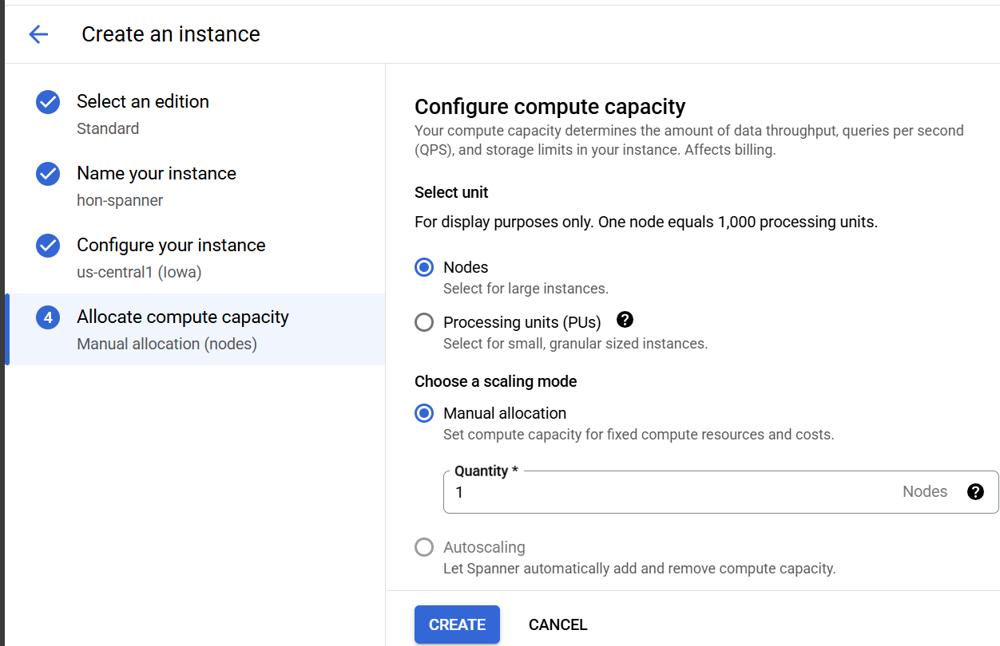 Create an instance
Select an edition
Standard
Name your instance
hon-spanner
Configure your instance
us-central1 (Iowa)
4
Allocate compute capacity
Manual allocation (nodes)
Configure compute capacity
Your compute capacity determines the amount of data throughput, queries per second
(QPS), and storage limits in your instance. Affects billing.
Select unit
For display purposes only. One node equals 1,000 processing units.
Nodes
Select for large instances.
Processing units (PUs) ?
Select for small, granular sized instances.
Choose a scaling mode
Manual allocation
Set compute capacity for fixed compute resources and costs.
Quantity *
1 Nodes ?
Autoscaling
Let Spanner automatically add and remove compute capacity.
CREATE CANCEL